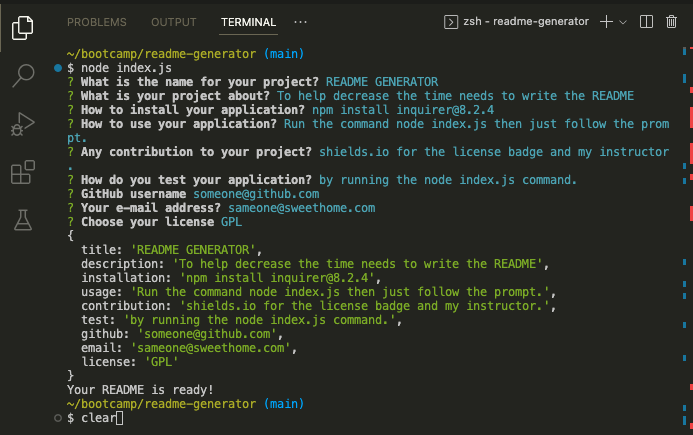 PROBLEMS OUTPUT TERMINAL ··· zsh - readme-generator
~/bootcamp/readme-generator (main)
$ node index.js
? What is the name for your project? README GENERATOR
? What is your project about? To help decrease the time needs to write the README
? How to install your application? npm install inquirer@8.2.4
? How to use your application? Run the command node index.js then just follow the prom
pt.
? Any contribution to your project? shields.io for the license badge and my instructor
.
? How do you test your application? by running the node index.js command.
? GitHub username someone@github.com
? Your e-mail address? sameone@sweethome.com
? Choose your license GPL
{
  title: 'README GENERATOR',
  description: 'To help decrease the time needs to write the README',
  installation: 'npm install inquirer@8.2.4',
  usage: 'Run the command node index.js then just follow the prompt.',
  contribution: 'shields.io for the license badge and my instructor.',
  test: 'by running the node index.js command.',
  github: 'someone@github.com',
  email: 'sameone@sweethome.com',
  license: 'GPL'
}
Your README is ready!
~/bootcamp/readme-generator (main)
$ clear